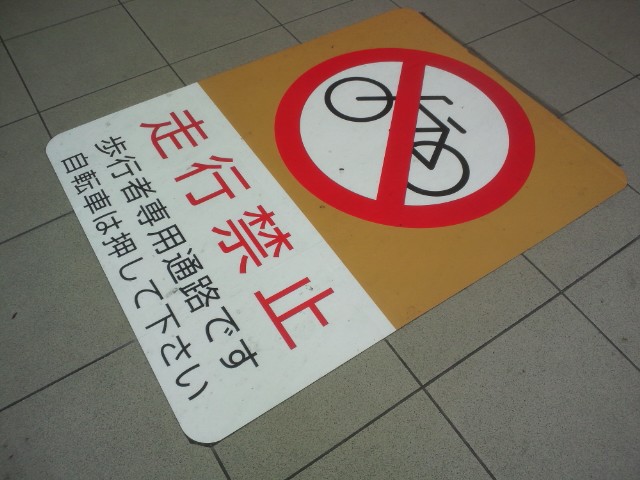 走行禁止
歩行者専用通路です
自転車は押して下さい